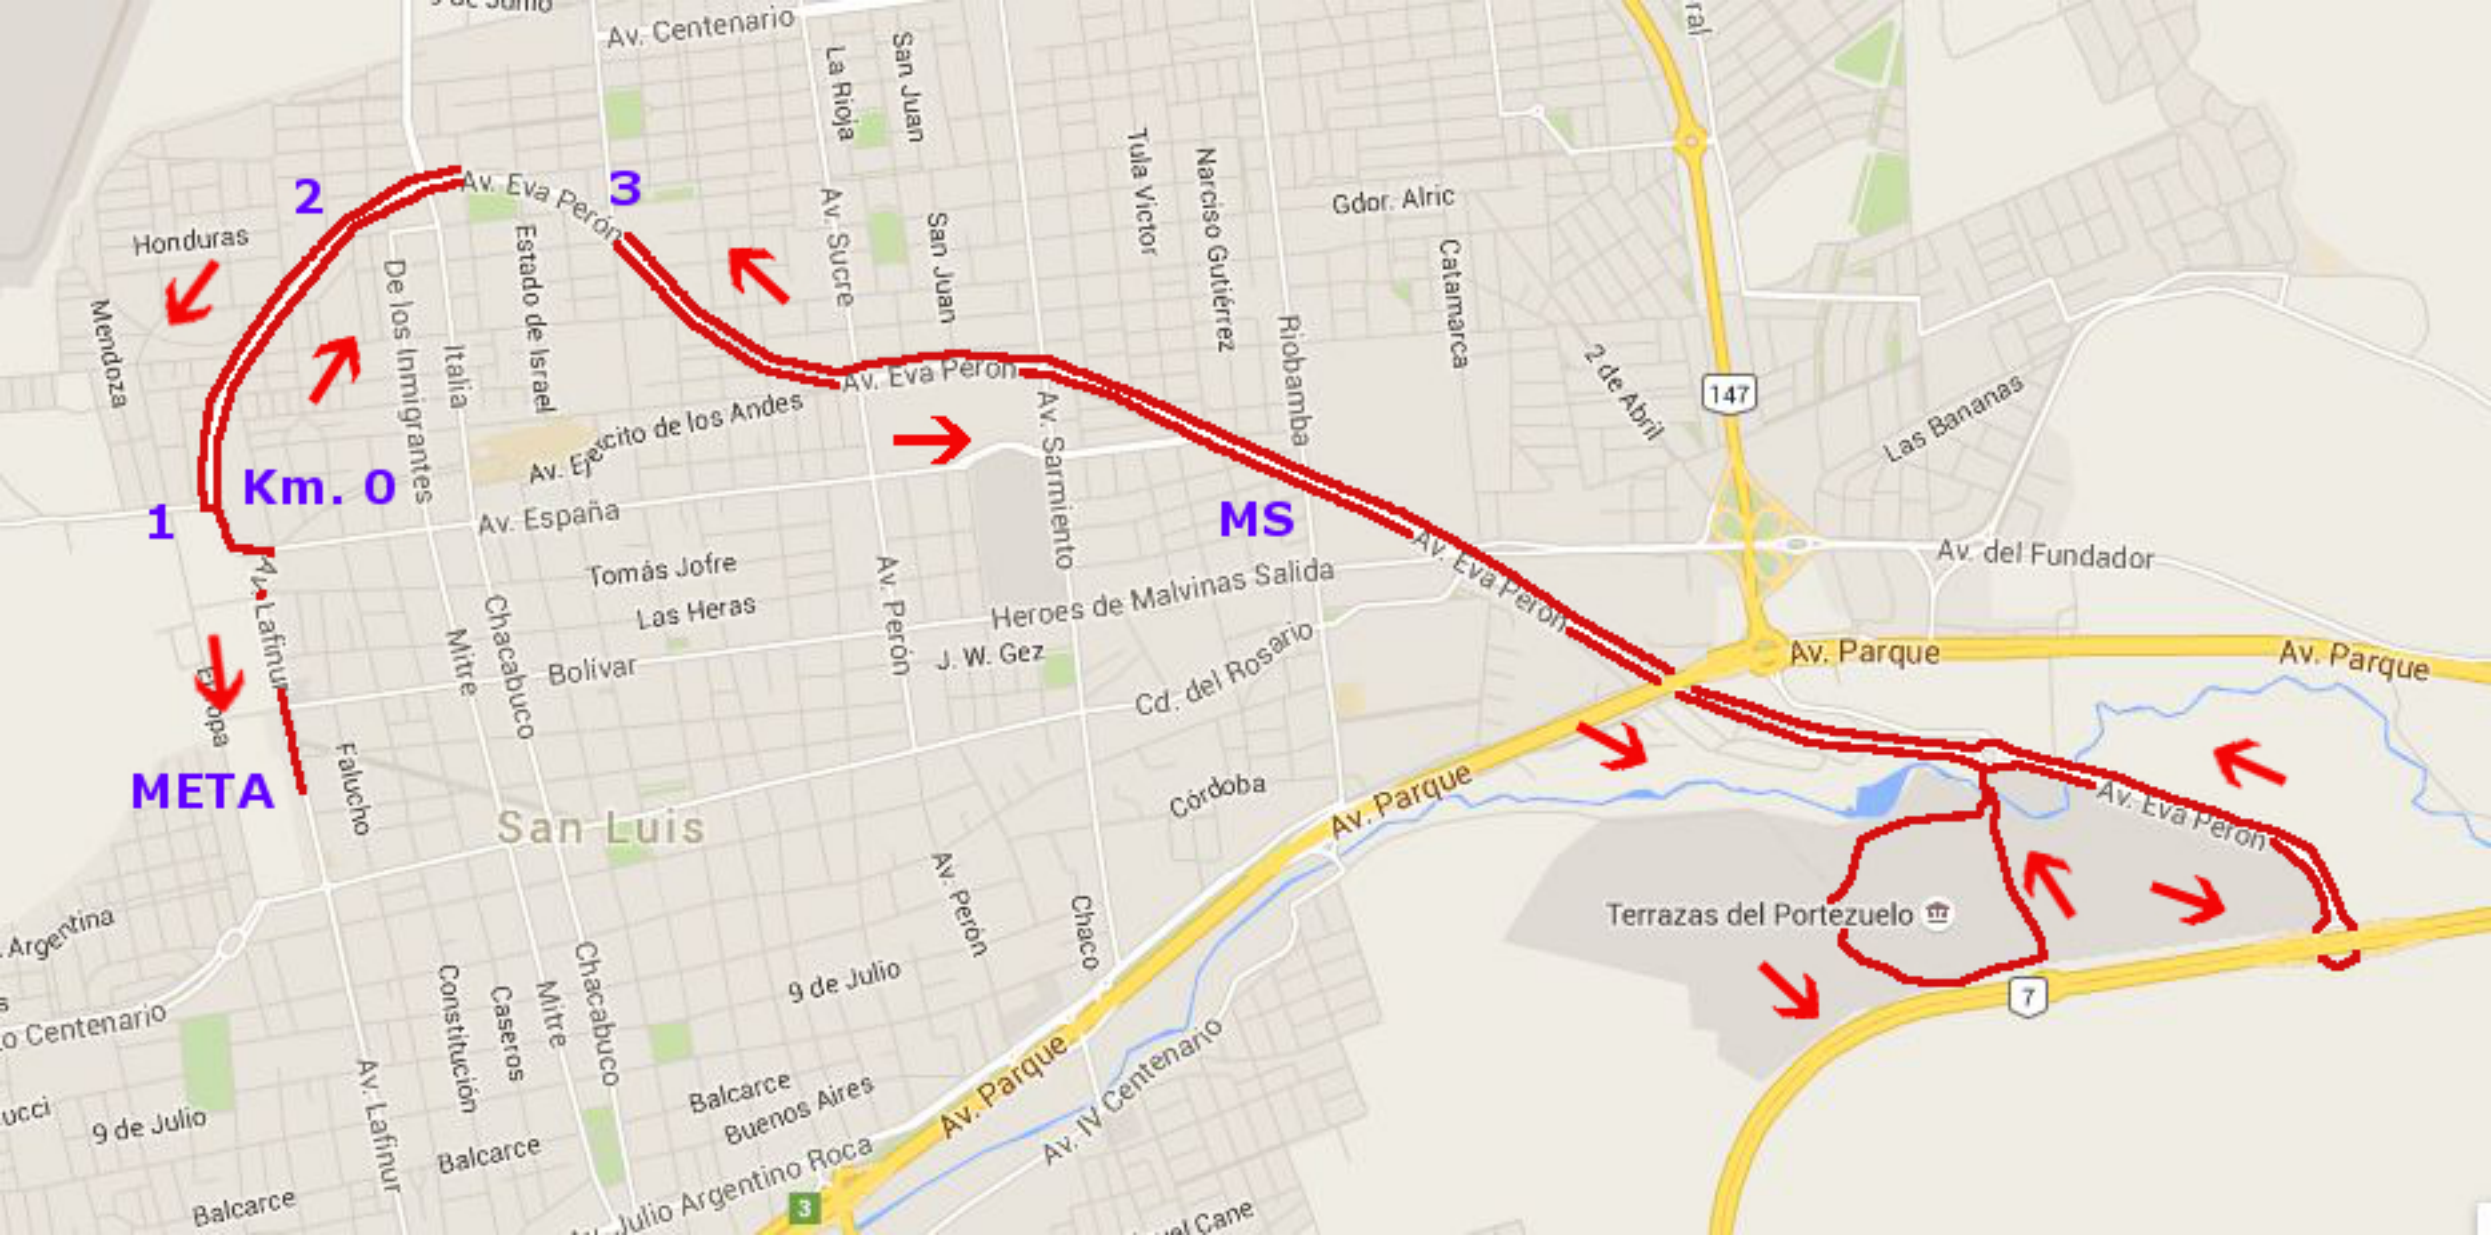 9 de Junio
Av. Centenario
La Rioja
San Juan
Tula Victor
Narciso Gutiérrez
Gdor. Alric
Catamarca
2
Av. Eva Perón
3
Honduras
Av. Sucre
San Juan
Mendoza
De los Inmigrantes
Italia
Estado de Israel
Riobamba
2 de Abril
147
Las Bananas
Av. Eva Perón
Av. Ejército de los Andes
Av. Sarmiento
Km. 0
1
Av. España
MS
Av. Eva Perón
Av. del Fundador
Tomás Jofre
Las Heras
Heroes de Malvinas Salida
Av. Lafinur
Chacabuco
Mitre
Av. Perón
J. W. Gez
Bolívar
Cd. del Rosario
Av. Parque
Av. Parque
Europa
META
Falucho
San Luis
Córdoba
Av. Parque
Av. Eva Perón
Av. Perón
Chaco
Terrazas del Portezuelo
Argentina
9 de Julio
7
Constitución
Caseros
Mitre
Chacabuco
o Centenario
Av. Parque
Av. IV Centenario
ucci
9 de Julio
Av. Lafinur
Balcarce
Buenos Aires
Balcarce
Av. Julio Argentino Roca
Balcarce
3